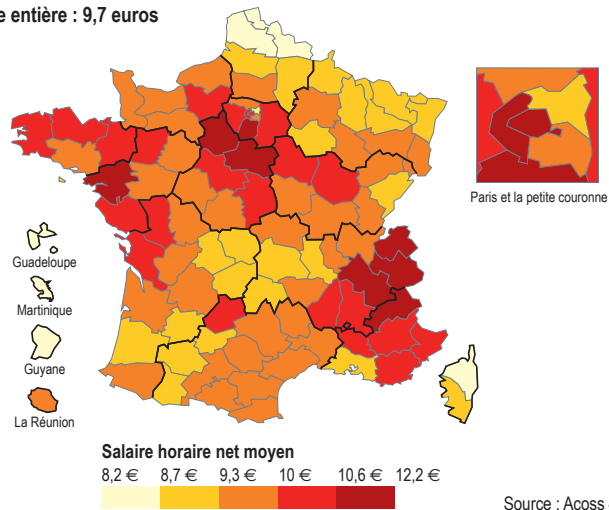 e entière : 9,7 euros
Paris et la petite couronne
Guadeloupe
Martinique
Guyane
La Réunion
Salaire horaire net moyen
8,2 € 8,7 € 9,3 € 10 € 10,6 € 12,2 €
Source : Acoss